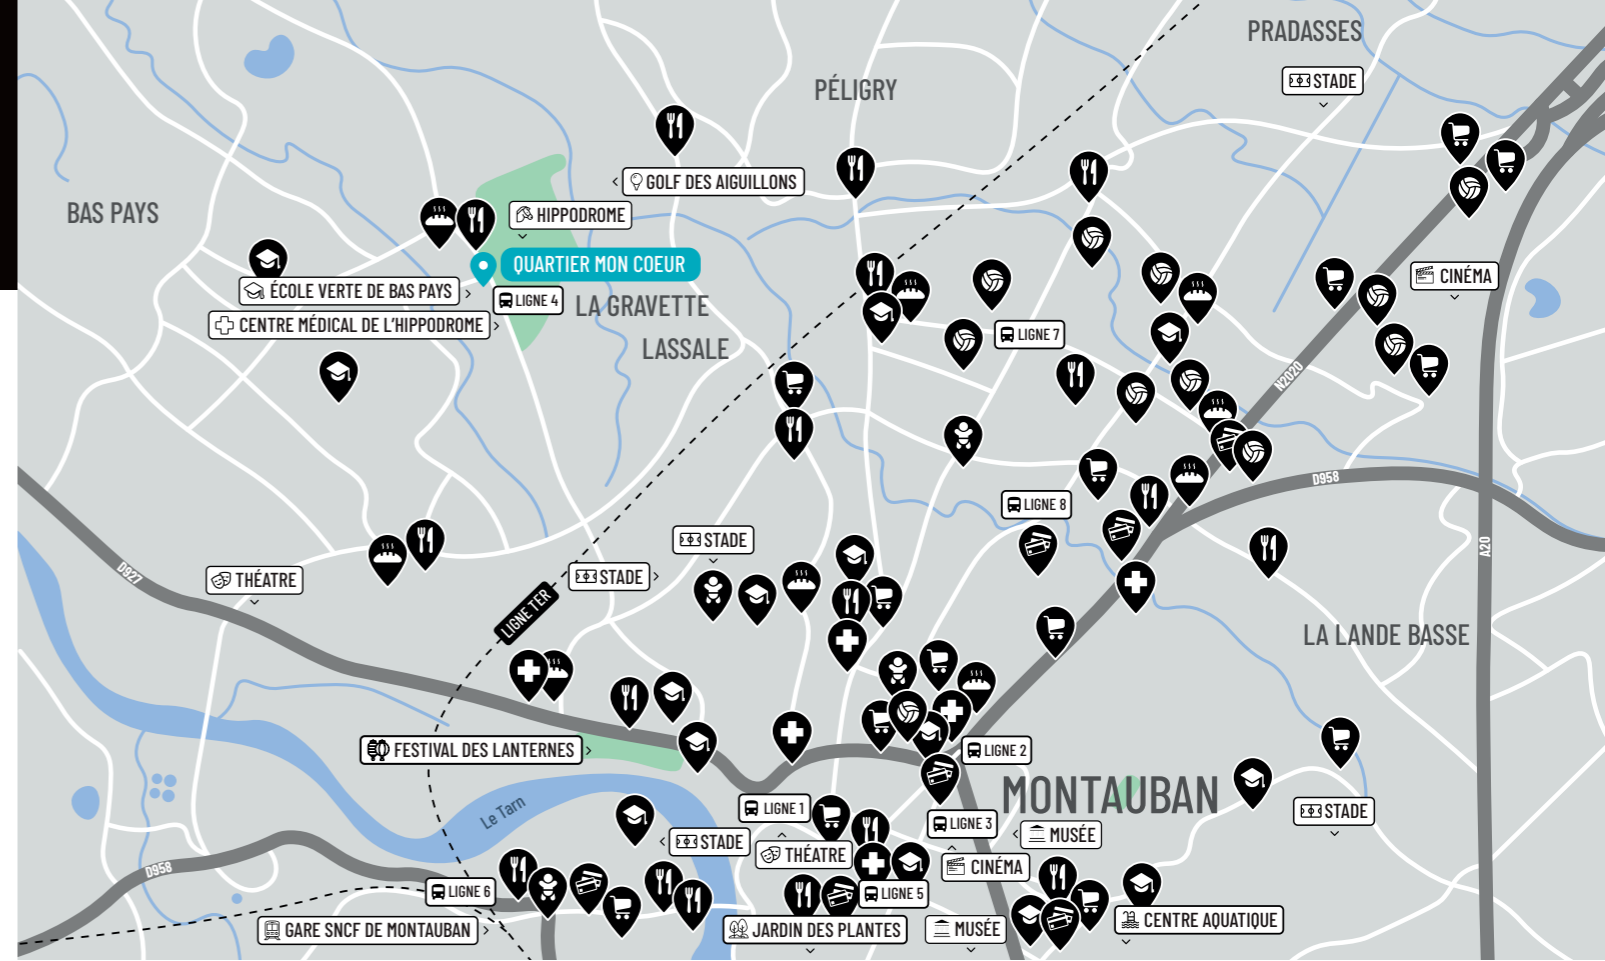 PRADASSES
STADE
PÉLIGRY
GOLF DES AIGUILLONS
BAS PAYS
HIPPODROME
QUARTIER MON COEUR
CINÉMA
ÉCOLE VERTE DE BAS PAYS
LIGNE 4
LA GRAVETTE
CENTRE MÉDICAL DE L'HIPPODROME
LIGNE 7
LASSALE
N2020
D958
LIGNE 8
A20
STADE
D927
THÉATRE
STADE
LIGNE TER
LA LANDE BASSE
FESTIVAL DES LANTERNES
LIGNE 2
MONTAUBAN
Le Tarn
LIGNE 1
STADE
LIGNE 3
MUSÉE
STADE
THÉATRE
CINÉMA
D958
LIGNE 6
LIGNE 5
GARE SNCF DE MONTAUBAN
JARDIN DES PLANTES
MUSÉE
CENTRE AQUATIQUE